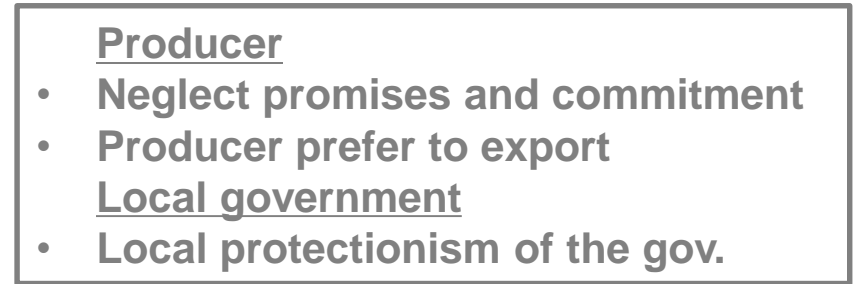 Producer
• Neglect promises and commitment
• Producer prefer to export
Local government
• Local protectionism of the gov.